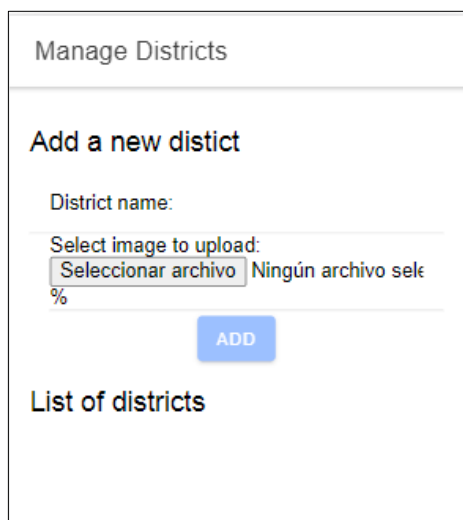 Manage Districts
Add a new distict
District name:
Select image to upload:
Seleccionar archivo Ningún archivo sele
%
ADD
List of districts